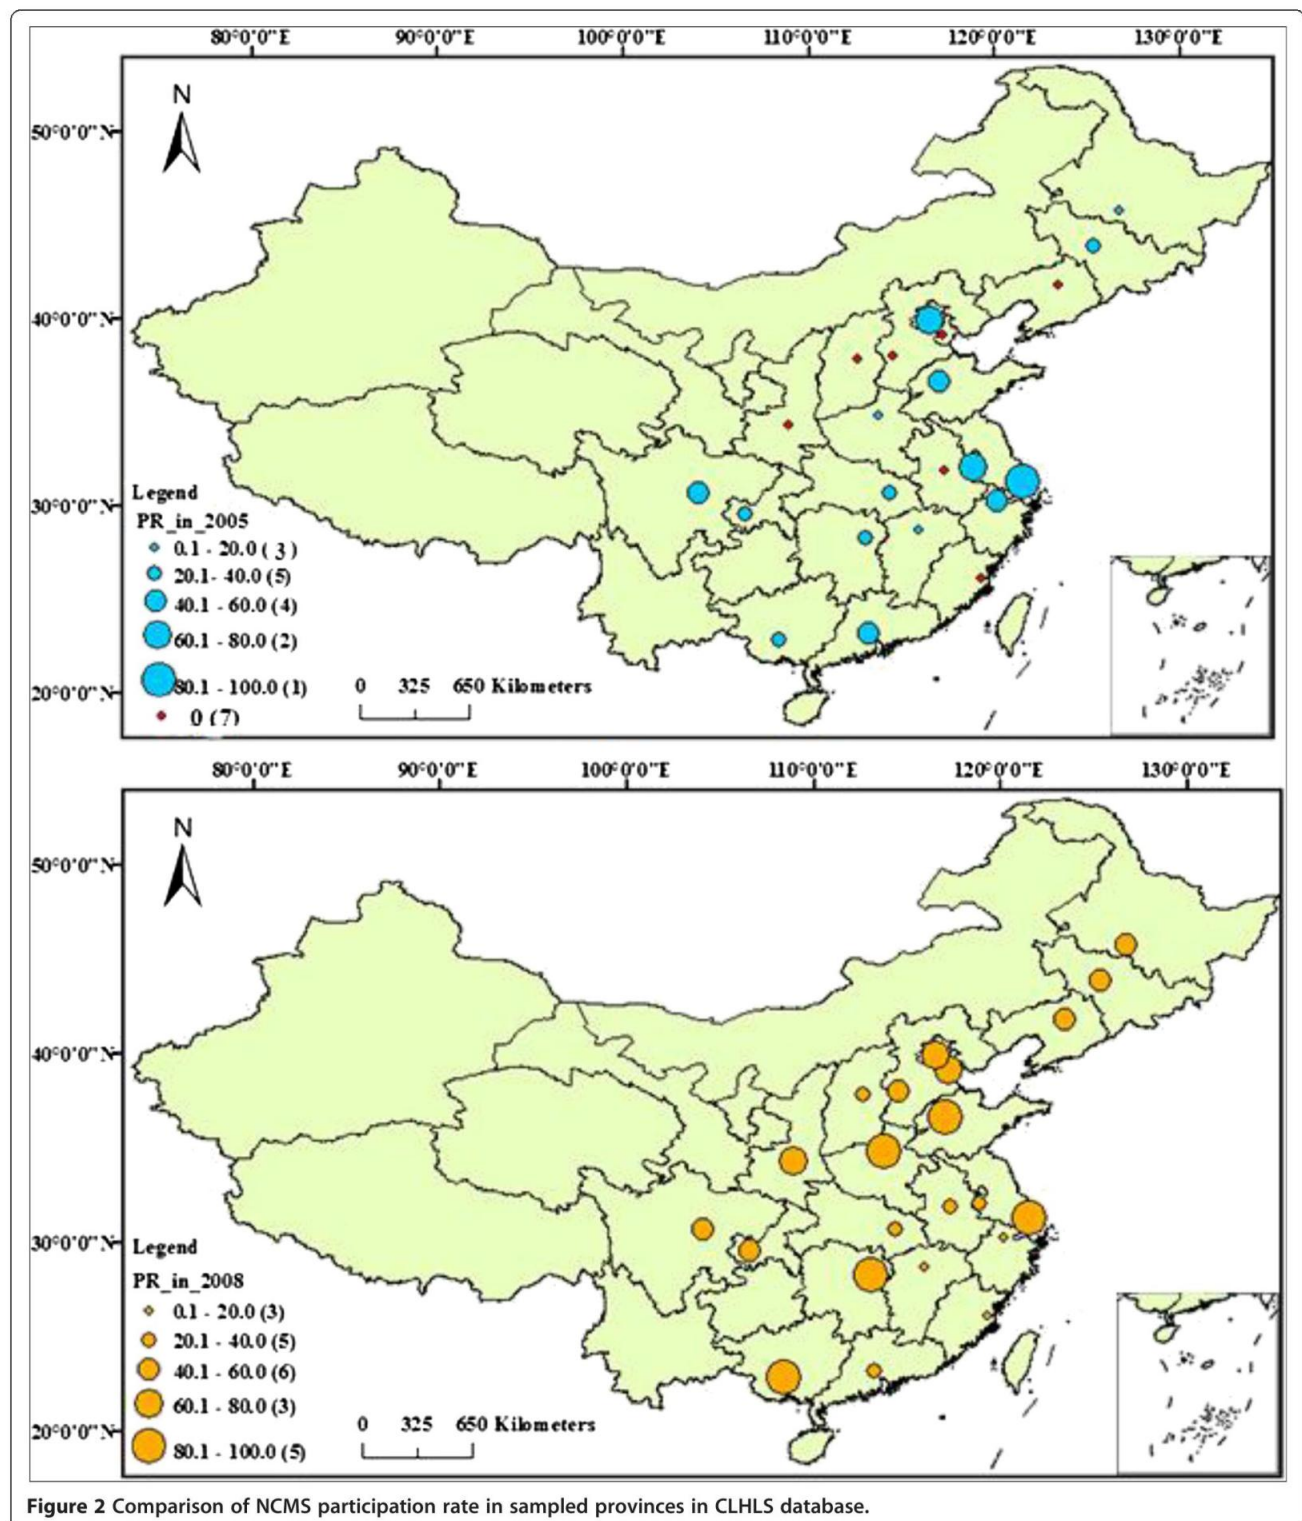 80°0'0"E 90°0'0"E 100°0'0"E 110°0'0"E 120°0'0"E 130°0'0"E
N
50°0'0"N
40°0'0"N
30°0'0"N
20°0'0"N
Legend
PR_in_2005
0.1 - 20.0 ( 3 )
20.1- 40.0 (5)
40.1 - 60.0 (4)
60.1 - 80.0 (2)
80.1 - 100.0 (1)
0 (7)
0 325 650 Kilometers
80°0'0"E 90°0'0"E 100°0'0"E 110°0'0"E 120°0'0"E 130°0'0"E
N
50°0'0"N
40°0'0"N
30°0'0"N
20°0'0"N
Legend
PR_in_2008
0.1 - 20.0 (3)
20.1 - 40.0 (5)
40.1 - 60.0 (6)
60.1 - 80.0 (3)
80.1 - 100.0 (5)
0 325 650 Kilometers
Figure 2 Comparison of NCMS participation rate in sampled provinces in CLHLS database.